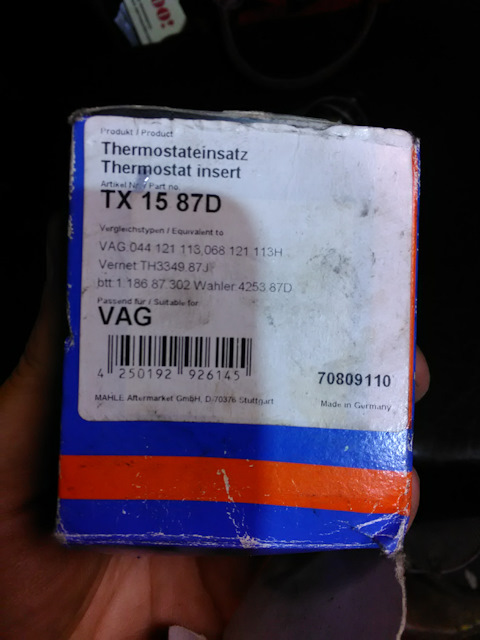 00!
Produkt / Product
Thermostateinsatz
Thermostat insert
Artikel Nr. / Part no.
TX 15 87D
Vergleichstypen / Equivalent to
VAG 044 121 113,068 121 113H
Vernet TH3349.87J
btt 1 186 87 302 Wahler 4253.87D
Passend für / Suitable for
VAG
4 250192 926145
70809110
MAHLE Aftermarket GmbH, D-70376 Stuttgart
Made in Germany